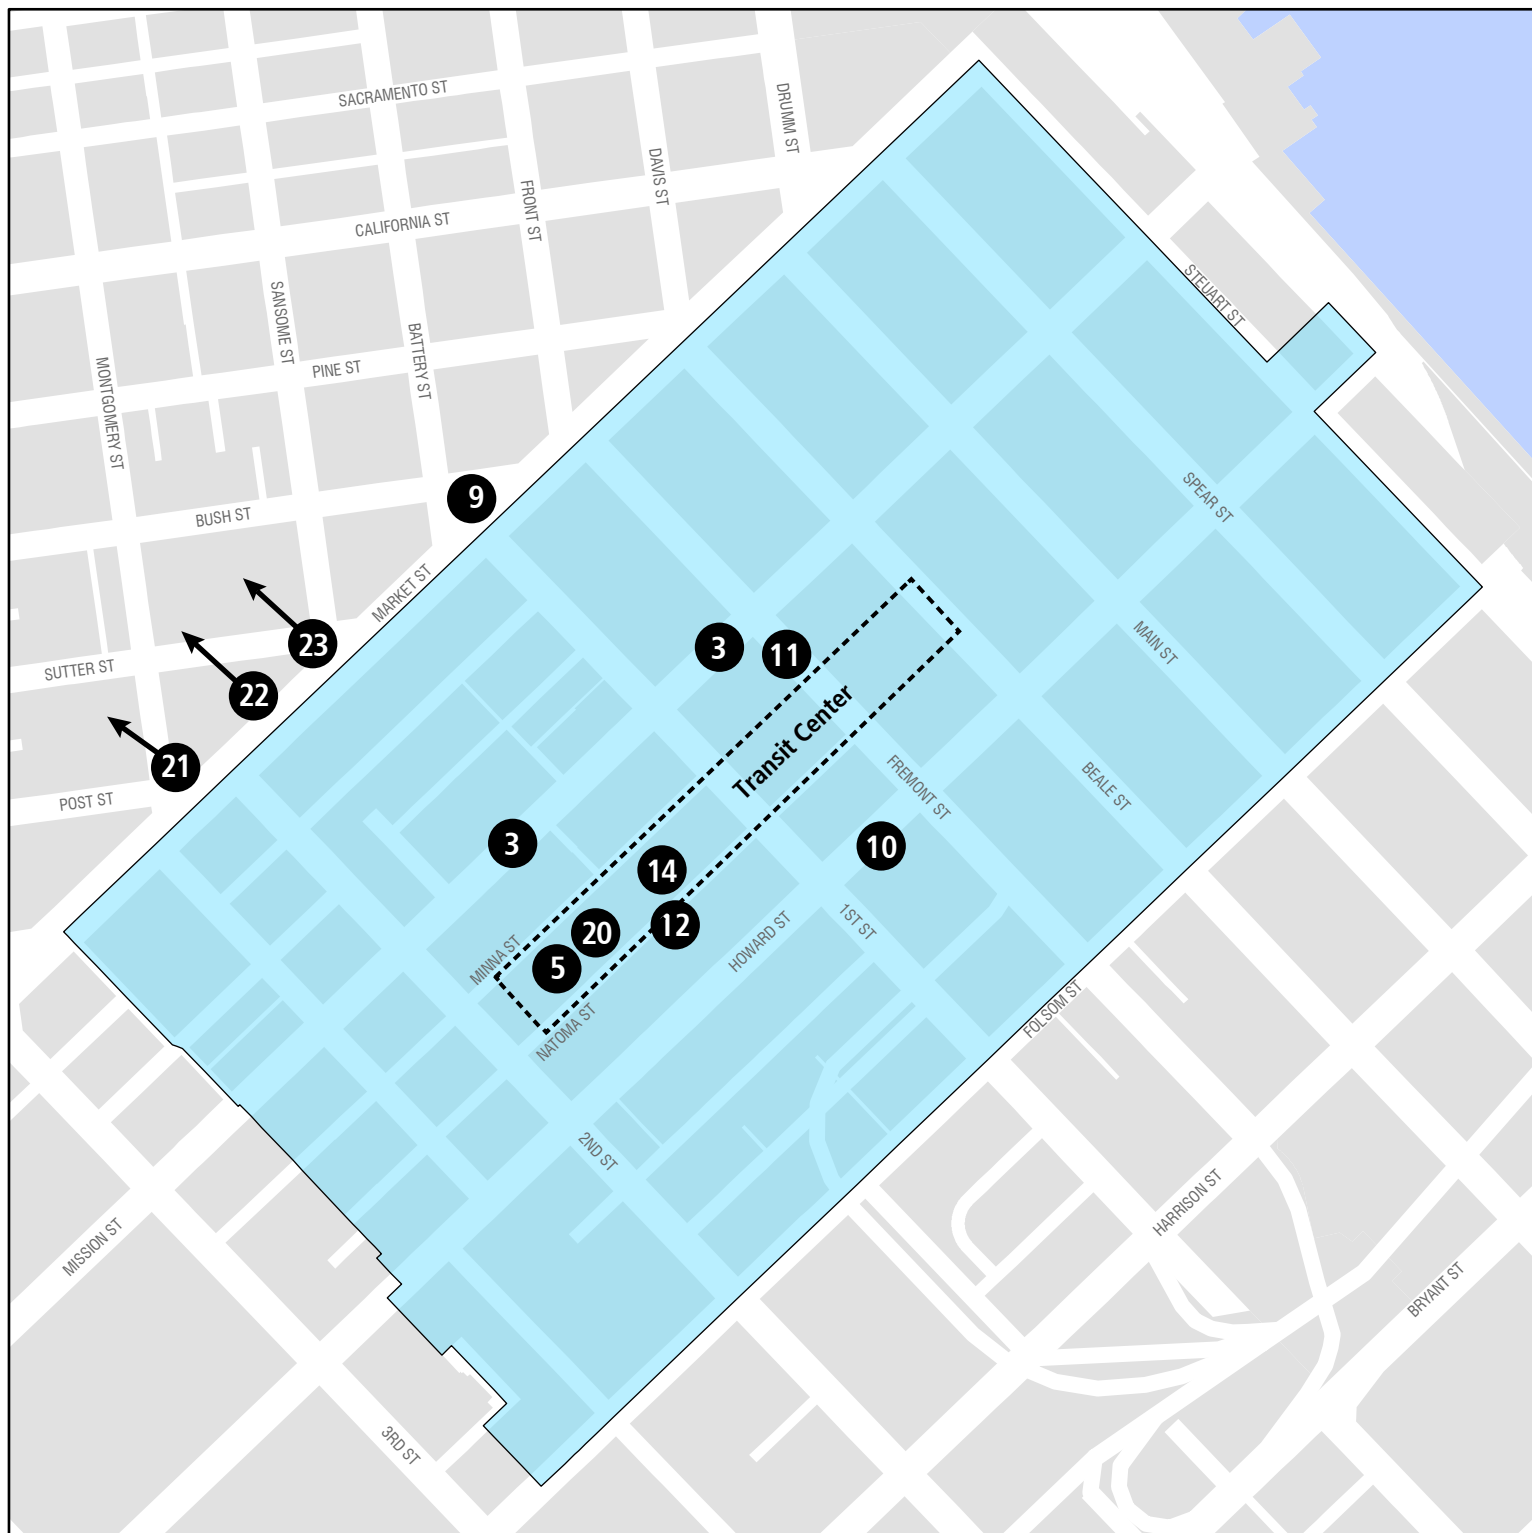 SACRAMENTO ST
DRUMM ST
DAVIS ST
FRONT ST
CALIFORNIA ST
STEUART ST
SANSOME ST
BATTERY ST
PINE ST
MONTGOMERY ST
9
SPEAR ST
BUSH ST
MARKET ST
23
3
11
MAIN ST
SUTTER ST
22
Transit Center
21
FREMONT ST
BEALE ST
POST ST
3
10
14
12
20
5
1ST ST
HOWARD ST
MINNA ST
NATOMA ST
FOLSOM ST
2ND ST
HARRISON ST
MISSION ST
BRYANT ST
3RD ST